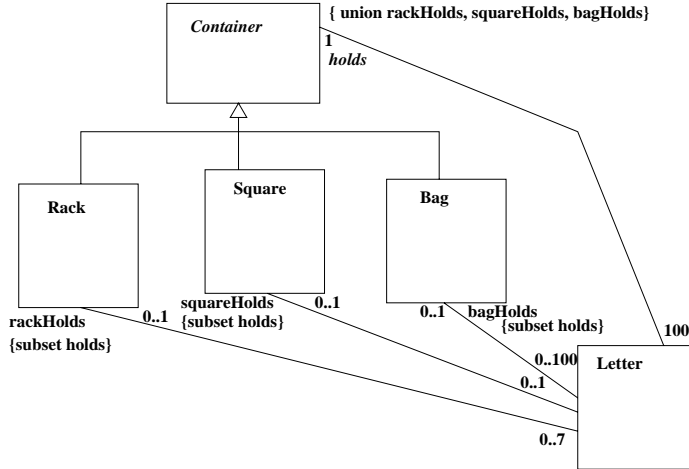 { union rackHolds, squareHolds, bagHolds}
Container
1
holds
Rack
Square
Bag
rackHolds
{subset holds}
0..1
squareHolds
{subset holds}
0..1
0..1
bagHolds
{subset holds}
100
0..100
0..1
0..7
Letter